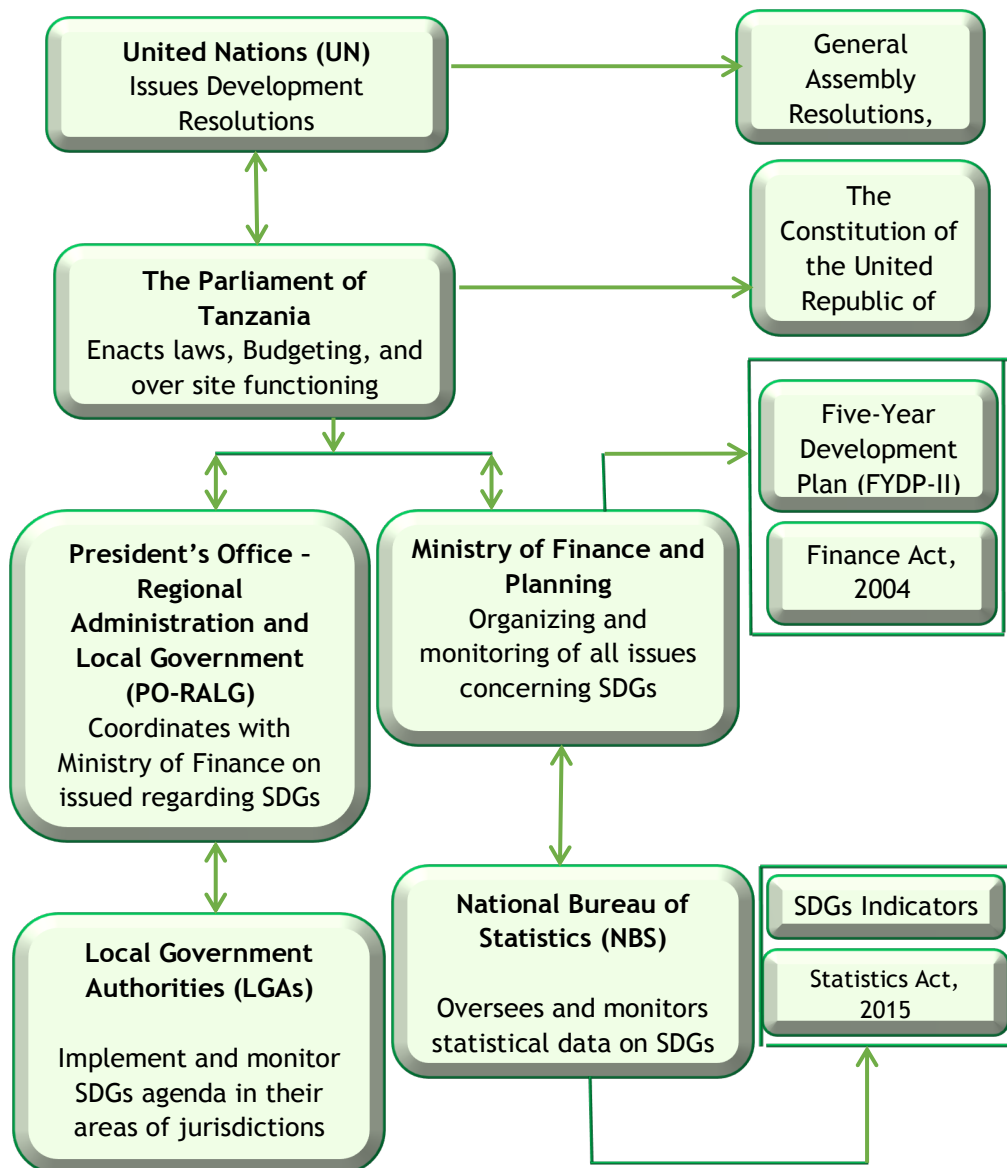 United Nations (UN)
Issues Development
Resolutions
General
Assembly
Resolutions,
The Parliament of
Tanzania
Enacts laws, Budgeting, and
over site functioning
The
Constitution of
the United
Republic of
President’s Office –
Regional
Administration and
Local Government
(PO-RALG)
Coordinates with
Ministry of Finance on
issued regarding SDGs
Ministry of Finance and
Planning
Organizing and
monitoring of all issues
concerning SDGs
Five-Year
Development
Plan (FYDP-II)
Finance Act,
2004
Local Government
Authorities (LGAs)
Implement and monitor
SDGs agenda in their
areas of jurisdictions
National Bureau of
Statistics (NBS)
Oversees and monitors
statistical data on SDGs
SDGs Indicators
Statistics Act,
2015